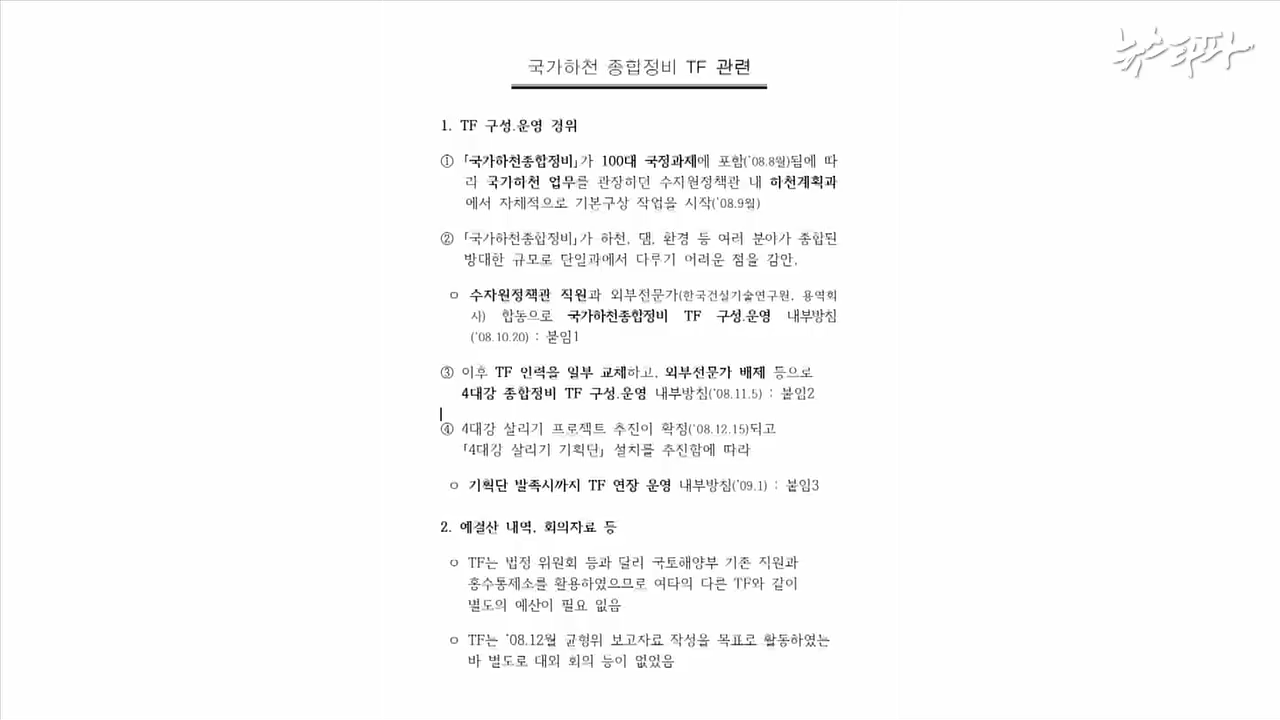 뉴스타파
국가하천 종합정비 TF 관련
1. TF 구성.운영 경위
① 「국가하천종합정비」가 100대 국정과제에 포함('08.8월)됨에 따
라 국가하천 업무를 관장하던 수자원정책관 내 하천계획과
에서 자체적으로 기본구상 작업을 시작('08.9월)
② 「국가하천종합정비」가 하천, 댐, 환경 등 여러 분야가 종합된
방대한 규모로 단일과에서 다루기 어려운 점을 감안,
ㅇ 수자원정책관 직원과 외부전문가(한국건설기술연구원, 용역회
시) 합동으로 국가하천종합정비 TF 구성.운영 내부방침
('08.10.20) : 붙임1
③ 이후 TF 인력을 일부 교체하고, 외부전문가 배제 등으로
4대강 종합정비 TF 구성.운영 내부방침('08.11.5) : 붙임2
④ 4대강 살리기 프로젝트 추진이 확정('08.12.15)되고
「4대강 살리기 기획단」 설치를 추진함에 따라
ㅇ 기획단 발족시까지 TF 연장 운영 내부방침('09.1) : 붙임3
2. 예결산 내역, 회의자료 등
ㅇ TF는 법정 위원회 등과 달리 국토해양부 기존 직원과
홍수통제소를 활용하였으므로 여타의 다른 TF와 같이
별도의 예산이 필요 없음
ㅇ TF는 '08.12월 균형위 보고자료 작성을 목표로 활동하였는
바 별도로 대외 회의 등이 없었음